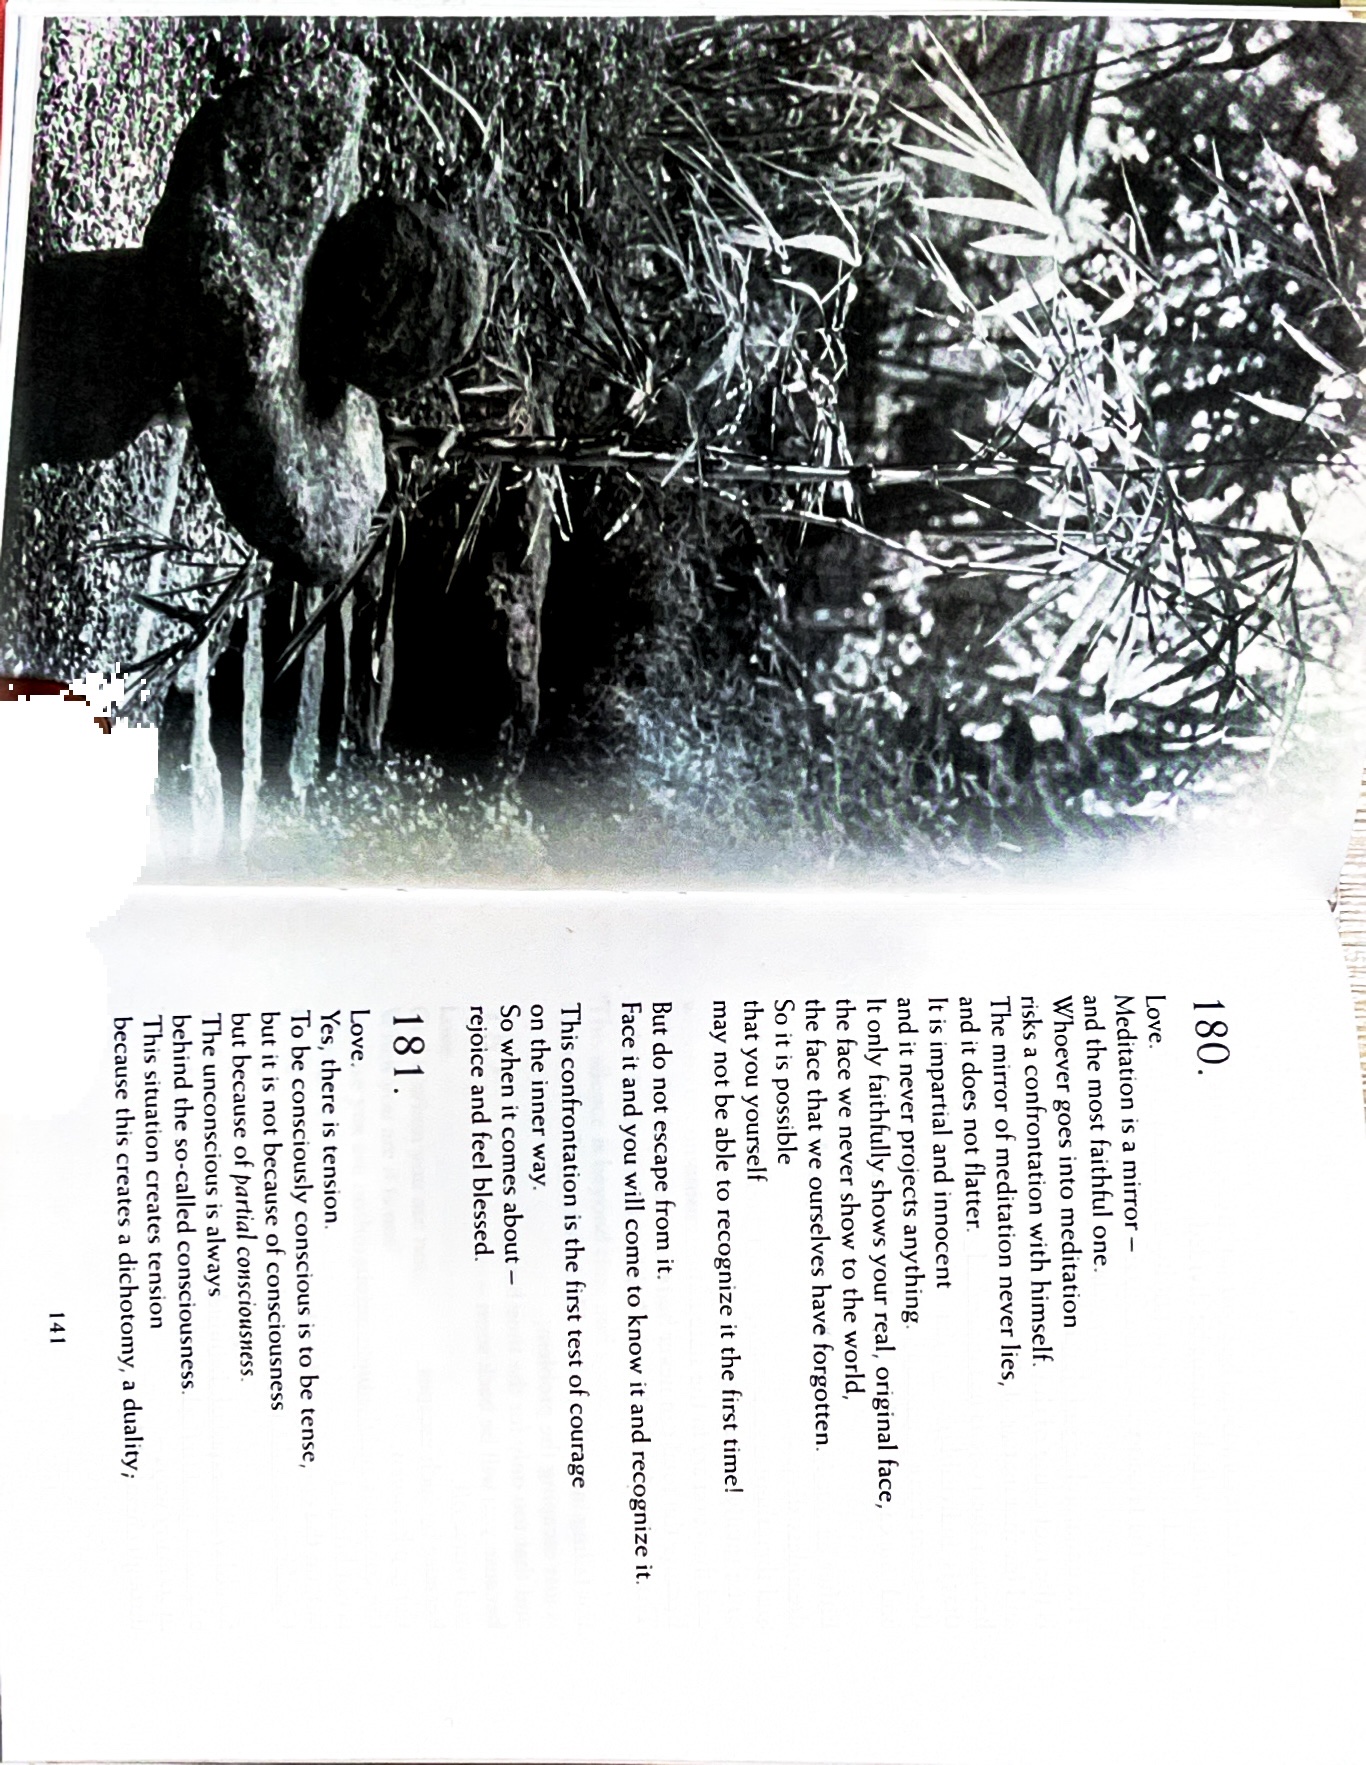 180.
Love.
Meditation is a mirror –
and the most faithful one.
Whoever goes into meditation
risks a confrontation with himself.
The mirror of meditation never lies,
and it does not flatter.
It is impartial and innocent
and it never projects anything.
It only faithfully shows your real, original face,
the face we never show to the world,
the face that we ourselves have forgotten.
So it is possible
that you yourself
may not be able to recognize it the first time!
But do not escape from it.
Face it and you will come to know it and recognize it.
This confrontation is the first test of courage
on the inner way.
So when it comes about –
rejoice and feel blessed.
181.
Love.
Yes, there is tension.
To be consciously conscious is to be tense,
but it is not because of consciousness
but because of partial consciousness.
The unconscious is always
behind the so-called consciousness.
This situation creates tension
because this creates a dichotomy, a duality;
141